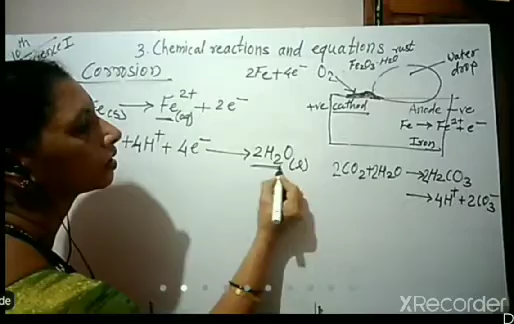 10th
Science I
3. Chemical reactions and equations
Corrosion
Fe(s) → Fe2+(aq) + 2e-
+ 4H+ + 4e- → 2H2O(l)
2Fe + 4e-
O2
Fe2O3·H2O
rust
water
drop
+ve cathod
Anode -ve
Fe → Fe2+ + e-
Iron
2CO2 + 2H2O → 2H2CO3
→ 4H+ + 2CO3-
XRecorder